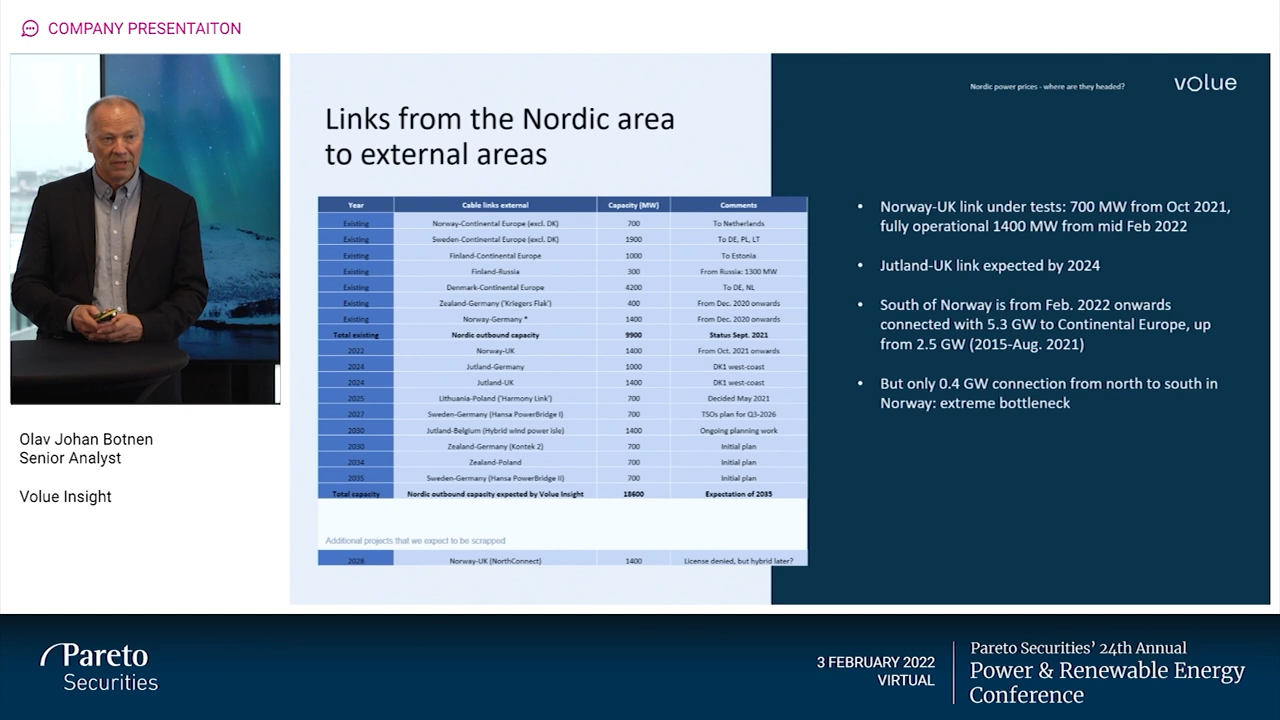 COMPANY PRESENTAITON
Nordic power prices - where are they headed?
volue
Links from the Nordic area
to external areas
Year Cable links external Capacity (MW) Comments
Existing Norway-Continental Europe (excl. DK) 700 To Netherlands
Existing Sweden-Continental Europe (excl. DK) 1900 To DE, PL, LT
Existing Finland-Continental Europe 1000 To Estonia
Existing Finland-Russia 300 From Russia: 1300 MW
Existing Denmark-Continental Europe 4200 To DE, NL
Existing Zealand-Germany ('Kriegers Flak') 400 From Dec. 2020 onwards
Existing Norway-Germany * 1400 From Dec. 2020 onwards
Total existing Nordic outbound capacity 9900 Status Sept. 2021
2022 Norway-UK 1400 From Oct. 2021 onwards
2024 Jutland-Germany 1000 DK1 west-coast
2024 Jutland-UK 1400 DK1 west-coast
2025 Lithuania-Poland ('Harmony Link') 700 Decided May 2021
2027 Sweden-Germany (Hansa PowerBridge I) 700 TSOs plan for Q3-2026
2030 Jutland-Belgium (Hybrid wind power isle) 1400 Ongoing planning work
2030 Zealand-Germany (Kontek 2) 700 Initial plan
2034 Zealand-Poland 700 Initial plan
2035 Sweden-Germany (Hansa PowerBridge II) 700 Initial plan
Total capacity Nordic outbound capacity expected by Volue Insight 18600 Expectation of 2035
Additional projects that we expect to be scrapped
2028 Norway-UK (NorthConnect) 1400 License denied, but hybrid later?
• Norway-UK link under tests: 700 MW from Oct 2021,
fully operational 1400 MW from mid Feb 2022
• Jutland-UK link expected by 2024
• South of Norway is from Feb. 2022 onwards
connected with 5.3 GW to Continental Europe, up
from 2.5 GW (2015-Aug. 2021)
• But only 0.4 GW connection from north to south in
Norway: extreme bottleneck
Olav Johan Botnen
Senior Analyst
Volue Insight
Pareto
Securities
3 FEBRUARY 2022
VIRTUAL
Pareto Securities' 24th Annual
Power & Renewable Energy
Conference